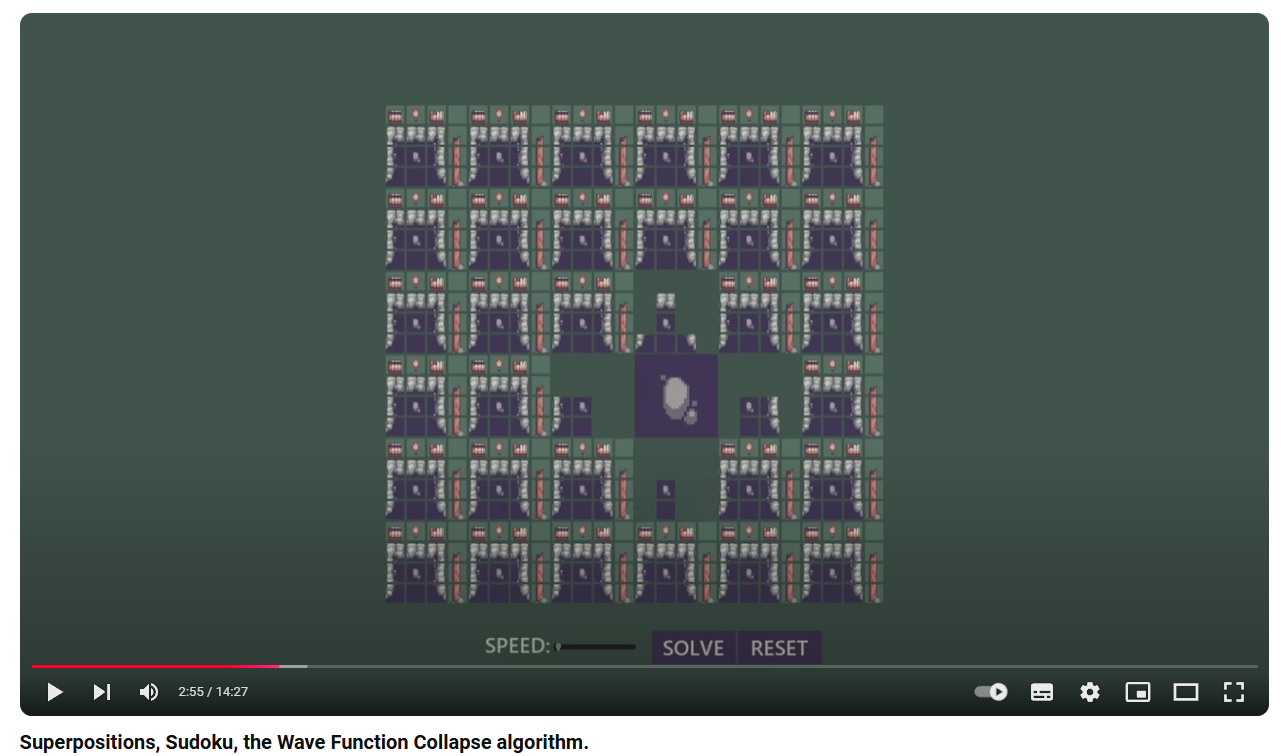 SPEED:
SOLVE
RESET
2:55 / 14:27
Superpositions, Sudoku, the Wave Function Collapse algorithm.